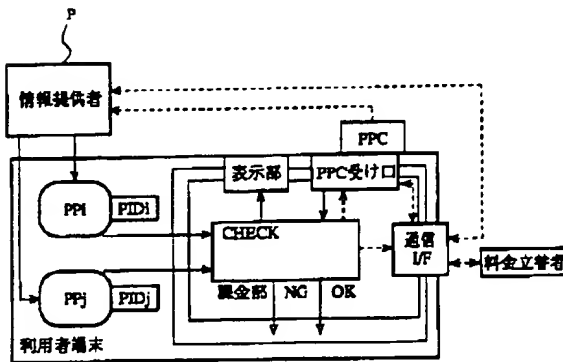 P
情報提供者
PPC
表示部
PPC受け口
PPi
PIDi
CHECK
通信
I/F
料金立替者
PPj
PIDj
課金部
NG
OK
利用者端末